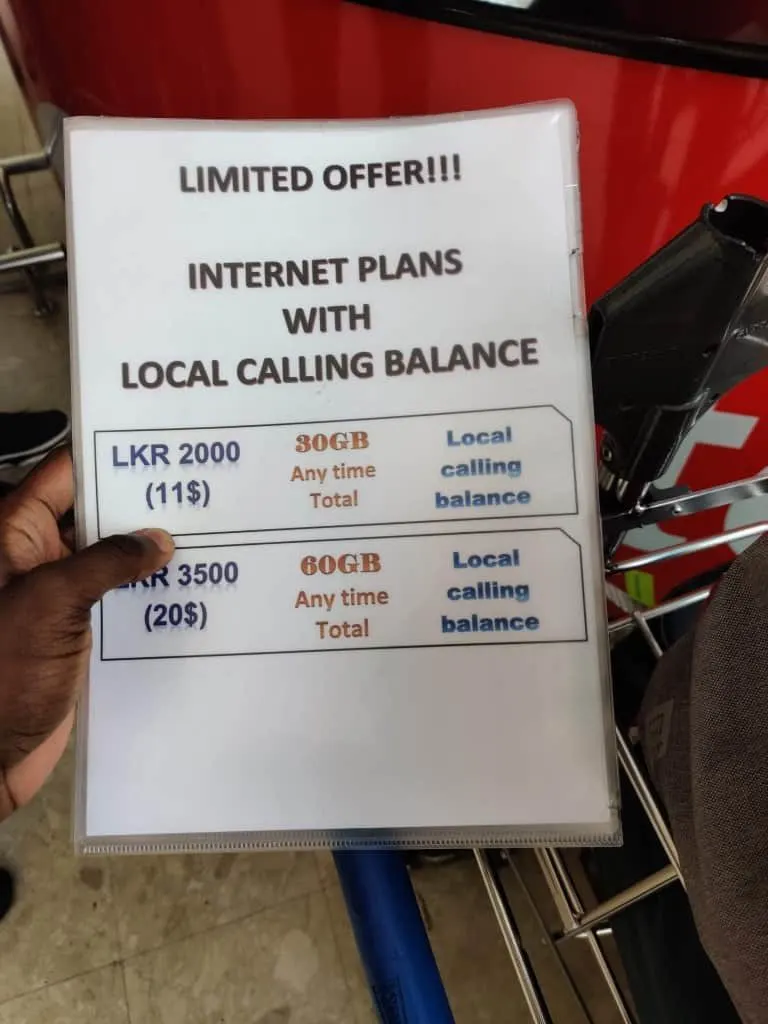 LIMITED OFFER!!!
INTERNET PLANS
WITH
LOCAL CALLING BALANCE
LKR 2000
(11$)
30GB
Any time
Total
Local
calling
balance
3500
(20$)
60GB
Any time
Total
Local
calling
balance